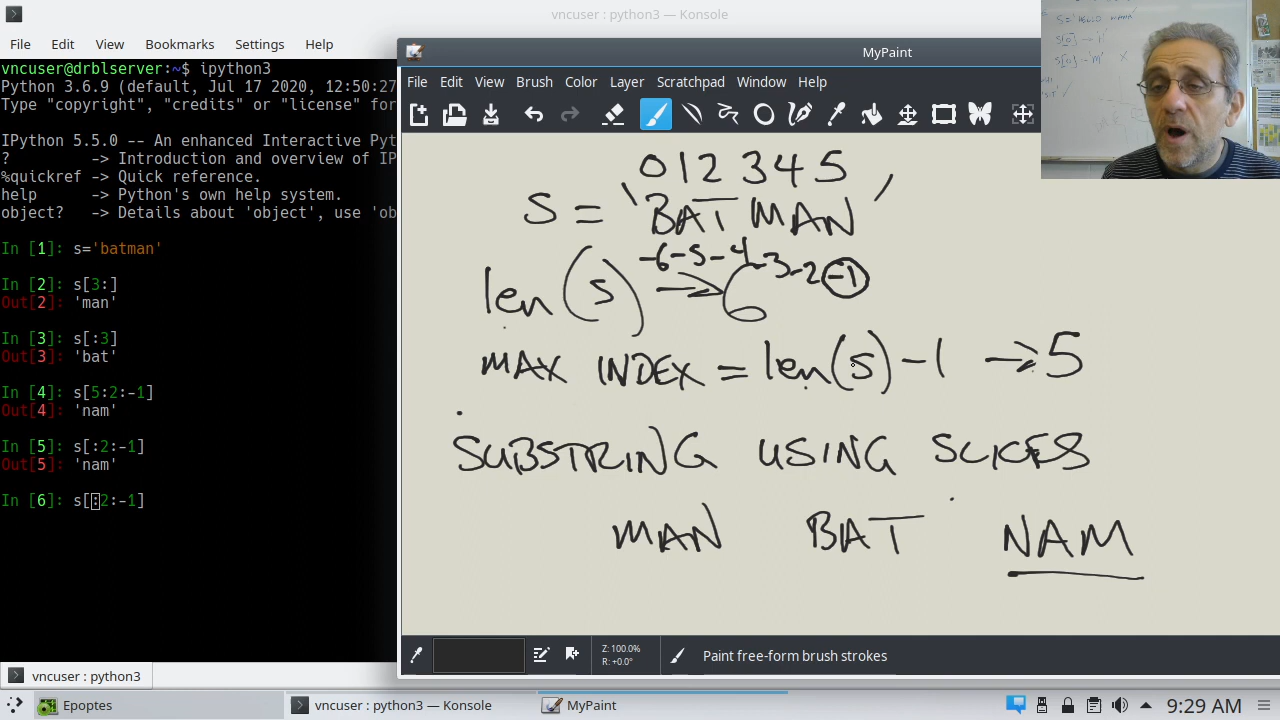 vncuser : python3 — Konsole
File Edit View Bookmarks Settings Help
vncuser@drblserver:~$ ipython3
Python 3.6.9 (default, Jul 17 2020, 12:50:27
Type "copyright", "credits" or "license" for
IPython 5.5.0 -- An enhanced Interactive Pyt
? -> Introduction and overview of IP
%quickref -> Quick reference.
help -> Python's own help system.
object? -> Details about 'object', use 'ob
In [1]: s='batman'
In [2]: s[3:]
Out[2]: 'man'
In [3]: s[:3]
Out[3]: 'bat'
In [4]: s[5:2:-1]
Out[4]: 'nam'
In [5]: s[:2:-1]
Out[5]: 'nam'
In [6]: s[:2:-1]
MyPaint
File Edit View Brush Color Layer Scratchpad Window Help
0 1 2 3 4 5
S = 'BATMAN'
-6 -5 -4 -3 -2 -1
len(s) → 6
MAX INDEX = len(s) -1 → 5
SUBSTRING USING SLICES
MAN BAT NAM
Z: 100.0%
R: +0.0°
Paint free-form brush strokes
vncuser : python3
Epoptes
vncuser : python3 — Konsole
MyPaint
9:29 AM